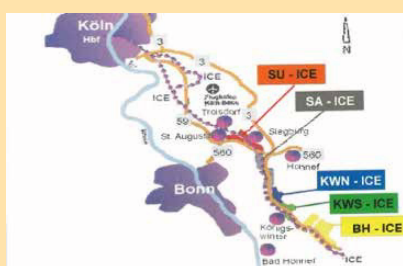 Köln
Hbf
N
3
3
ICE
ICE
Flughafen
Köln-Bonn
Troisdorf
SU - ICE
59
3
St. Augustin
Siegburg
SA - ICE
560
560
Hennef
Bonn
KWN - ICE
KWS - ICE
Königs-
winter
BH - ICE
Bad Honnef
ICE